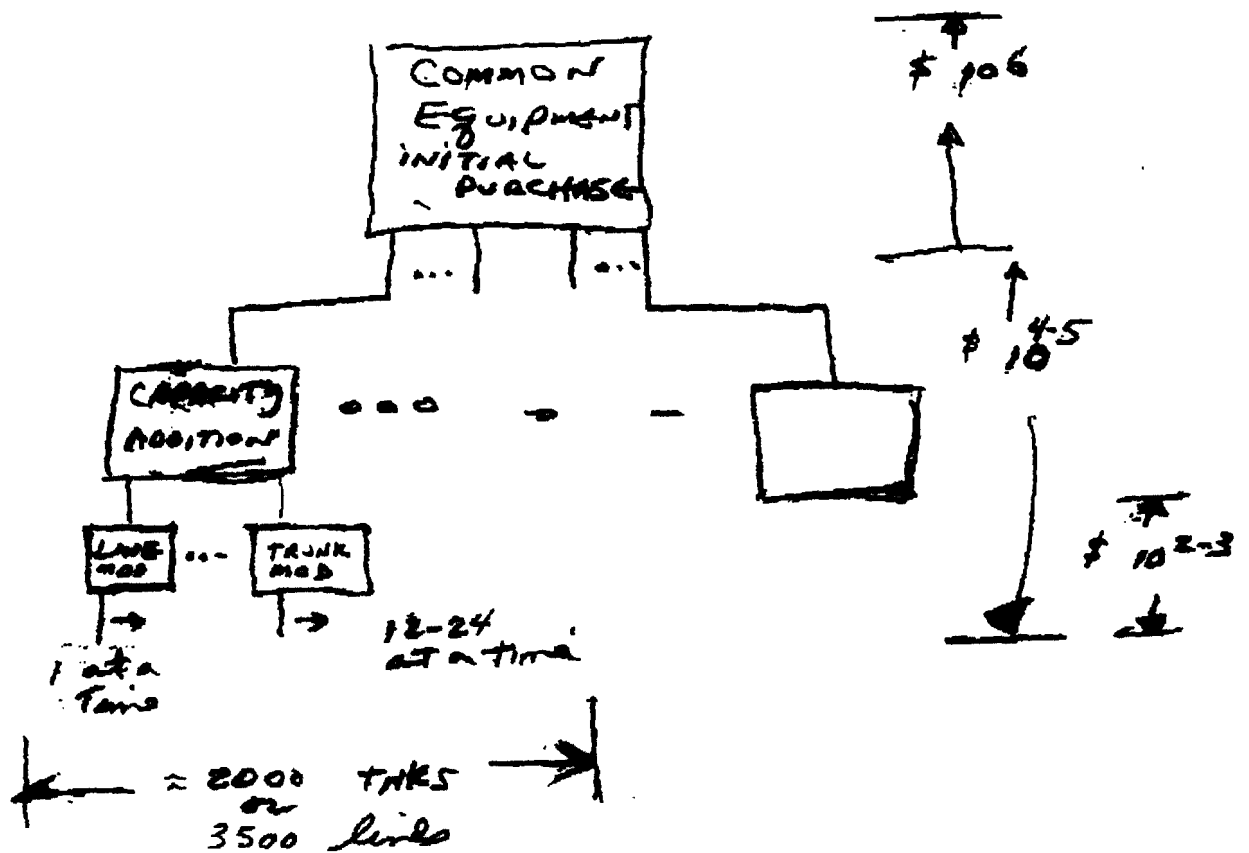 COMMON
EQUIPMENT
INITIAL
PURCHASE
$ 10^6
$ 10^4-5
$ 10^2-3
CAPACITY
ADDITION
LINE
MOD
...
TRUNK
MOD
1 at a
Time
12-24
at a time
≈ 2000 TNKS
or
3500 lines